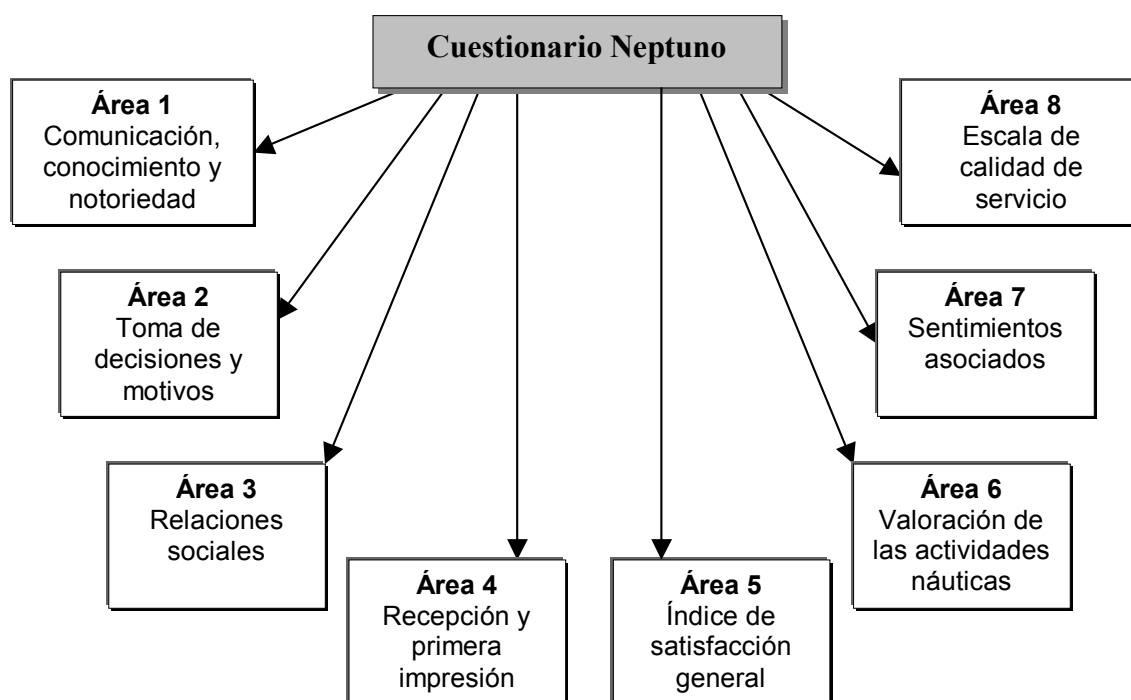 Cuestionario Neptuno
Área 1
Comunicación,
conocimiento y
notoriedad
Área 2
Toma de
decisiones y
motivos
Área 3
Relaciones
sociales
Área 4
Recepción y
primera
impresión
Área 5
Índice de
satisfacción
general
Área 6
Valoración de
las actividades
náuticas
Área 7
Sentimientos
asociados
Área 8
Escala de
calidad de
servicio